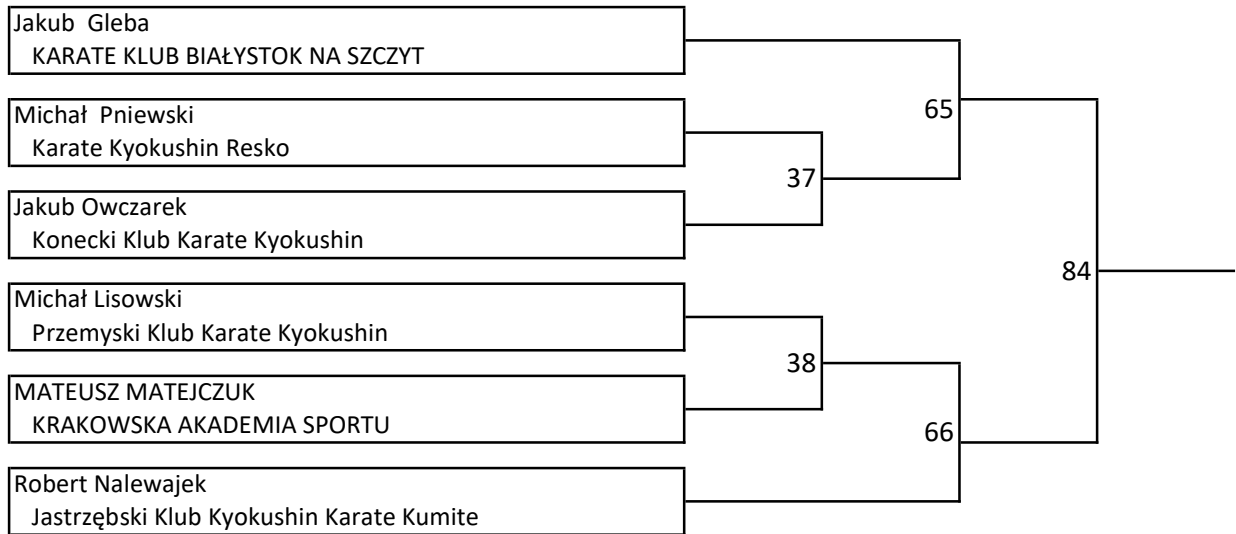 Jakub  Gleba
KARATE KLUB BIAŁYSTOK NA SZCZYT
65
Michał  Pniewski
Karate Kyokushin Resko
37
Jakub Owczarek
Konecki Klub Karate Kyokushin
84
Michał Lisowski
Przemyski Klub Karate Kyokushin
38
MATEUSZ MATEJCZUK
KRAKOWSKA AKADEMIA SPORTU
66
Robert Nalewajek
Jastrzębski Klub Kyokushin Karate Kumite